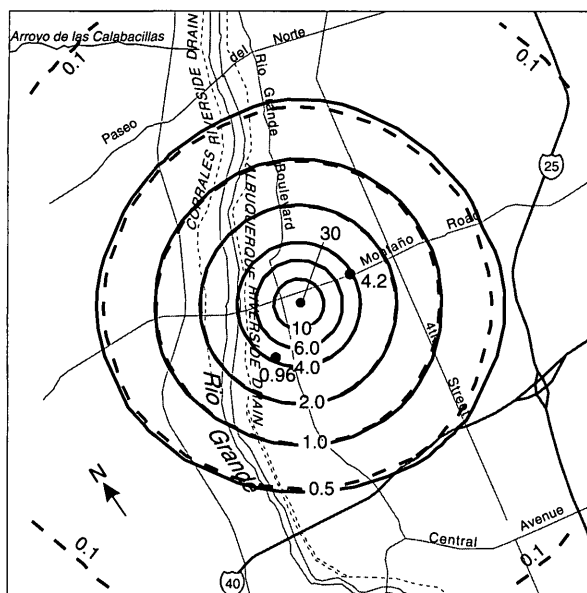 Arroyo de las Calabacillas
0.1
0.1
Paseo del Norte
CORRALES RIVERSIDE DRAIN
Rio Grande Boulevard
ALBUQUERQUE RIVERSIDE DRAIN
25
Montaño Road
30
4.2
10
6.0
4.0
0.96
2.0
1.0
0.5
4th Street
Rio Grande
N
0.1
40
Central Avenue
0.1